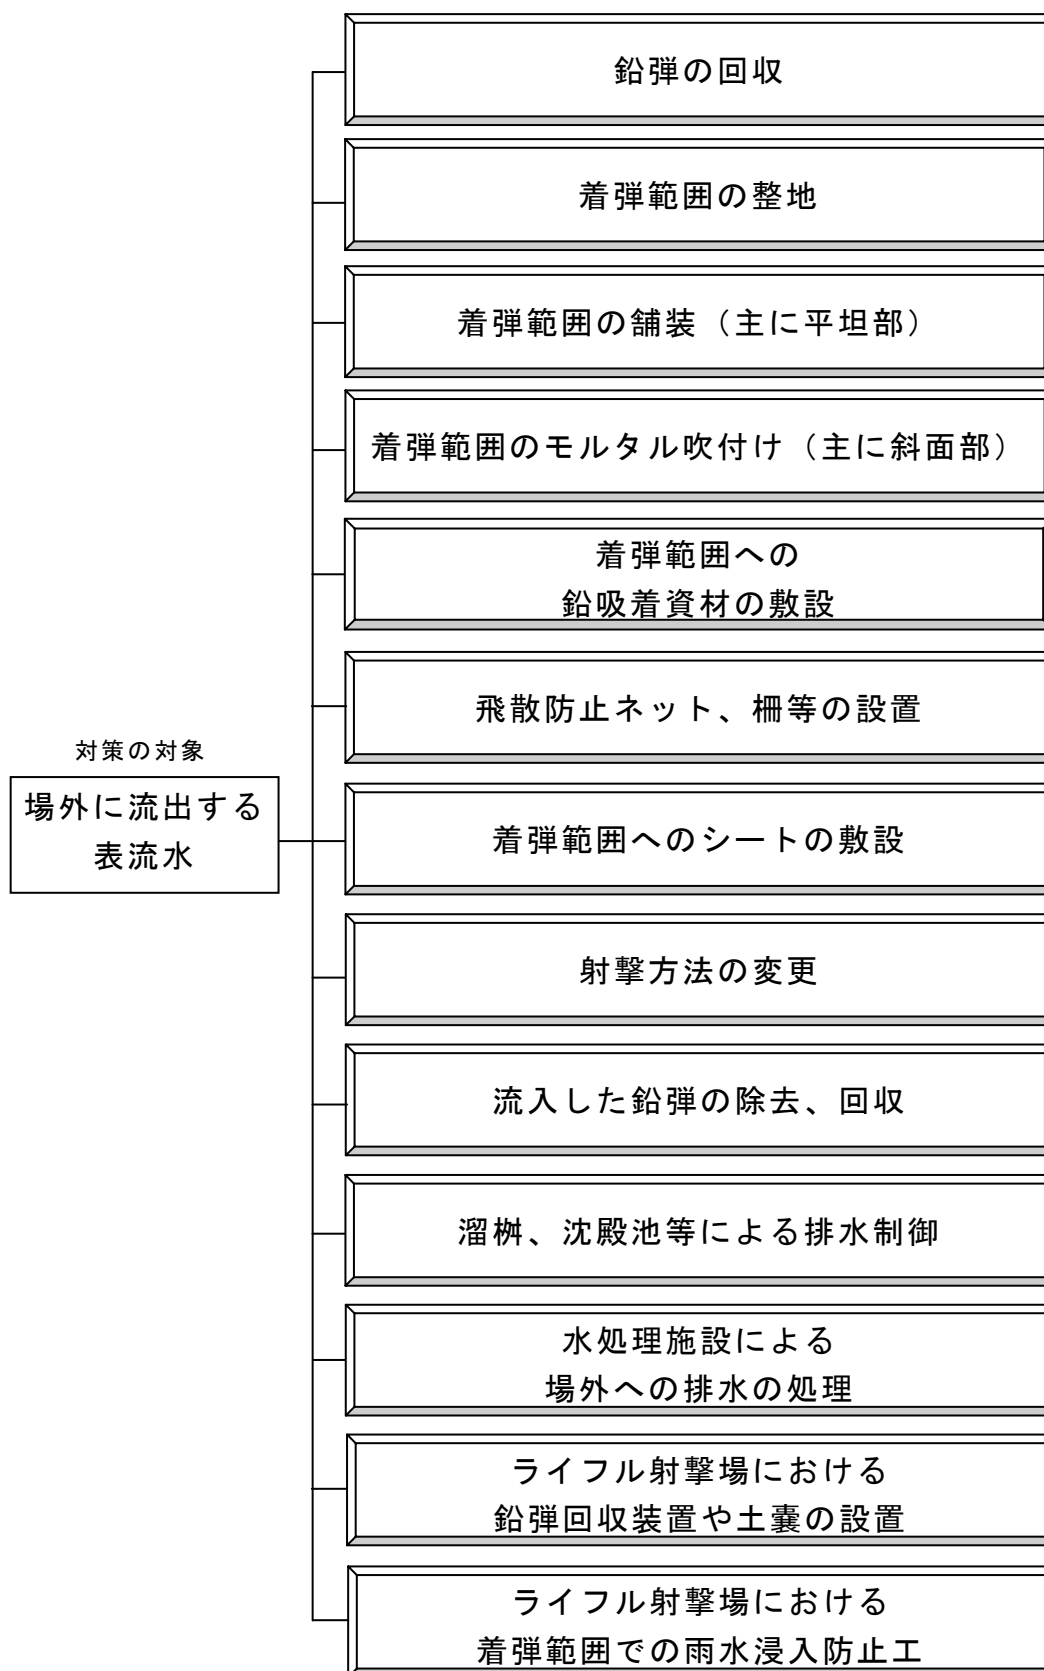 鉛弾の回収
着弾範囲の整地
着弾範囲の舗装（主に平坦部）
着弾範囲のモルタル吹付け（主に斜面部）
着弾範囲への
鉛吸着資材の敷設
飛散防止ネット、柵等の設置
対策の対象
場外に流出する
表流水
着弾範囲へのシートの敷設
射撃方法の変更
流入した鉛弾の除去、回収
溜桝、沈殿池等による排水制御
水処理施設による
場外への排水の処理
ライフル射撃場における
鉛弾回収装置や土嚢の設置
ライフル射撃場における
着弾範囲での雨水浸入防止工